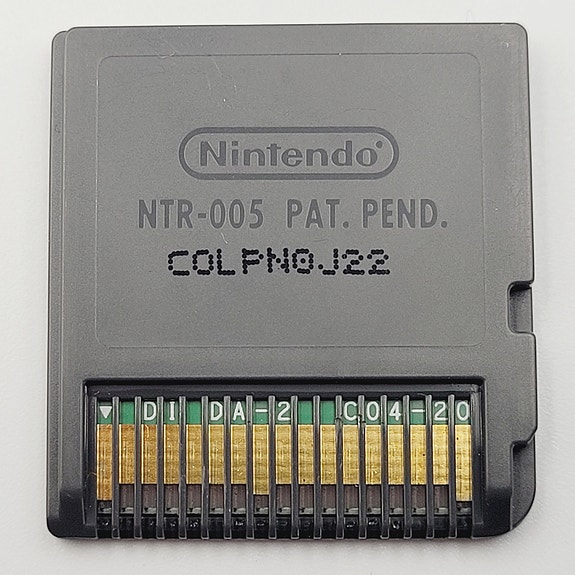 Nintendo®
NTR-005 PAT. PEND.
COLPN0J22
▼ DI DA-2 C04-20